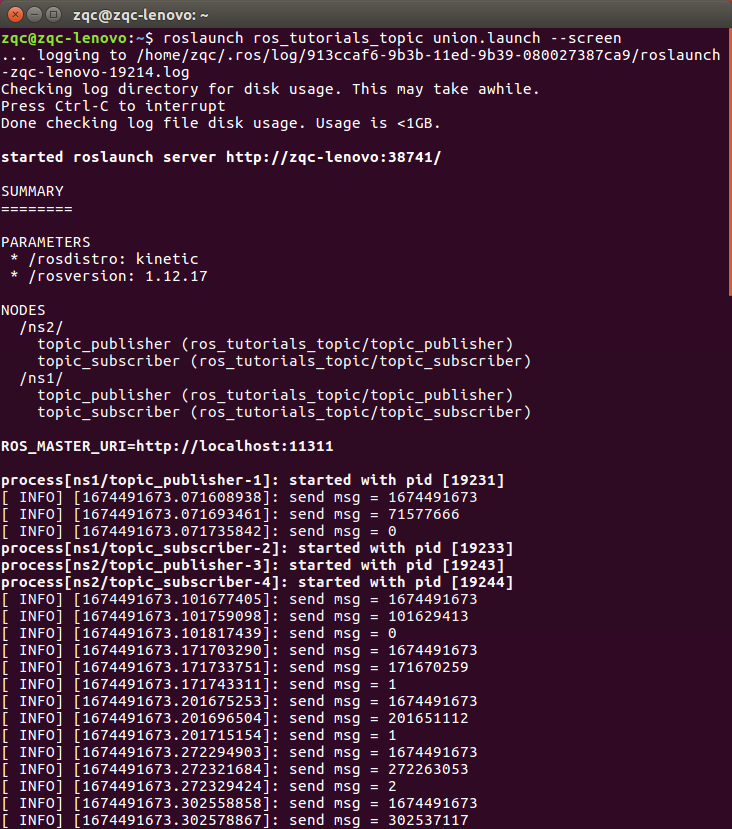 zqc@zqc-lenovo: ~
zqc@zqc-lenovo:~$ roslaunch ros_tutorials_topic union.launch --screen
... logging to /home/zqc/.ros/log/913ccaf6-9b3b-11ed-9b39-080027387ca9/roslaunch
-zqc-lenovo-19214.log
Checking log directory for disk usage. This may take awhile.
Press Ctrl-C to interrupt
Done checking log file disk usage. Usage is <1GB.

started roslaunch server http://zqc-lenovo:38741/

SUMMARY
========

PARAMETERS
 * /rosdistro: kinetic
 * /rosversion: 1.12.17

NODES
  /ns2/
    topic_publisher (ros_tutorials_topic/topic_publisher)
    topic_subscriber (ros_tutorials_topic/topic_subscriber)
  /ns1/
    topic_publisher (ros_tutorials_topic/topic_publisher)
    topic_subscriber (ros_tutorials_topic/topic_subscriber)

ROS_MASTER_URI=http://localhost:11311

process[ns1/topic_publisher-1]: started with pid [19231]
[ INFO] [1674491673.071608938]: send msg = 1674491673
[ INFO] [1674491673.071693461]: send msg = 71577666
[ INFO] [1674491673.071735842]: send msg = 0
process[ns1/topic_subscriber-2]: started with pid [19233]
process[ns2/topic_publisher-3]: started with pid [19243]
process[ns2/topic_subscriber-4]: started with pid [19244]
[ INFO] [1674491673.101677405]: send msg = 1674491673
[ INFO] [1674491673.101759098]: send msg = 101629413
[ INFO] [1674491673.101817439]: send msg = 0
[ INFO] [1674491673.171703290]: send msg = 1674491673
[ INFO] [1674491673.171733751]: send msg = 171670259
[ INFO] [1674491673.171743311]: send msg = 1
[ INFO] [1674491673.201675253]: send msg = 1674491673
[ INFO] [1674491673.201696504]: send msg = 201651112
[ INFO] [1674491673.201715154]: send msg = 1
[ INFO] [1674491673.272294903]: send msg = 1674491673
[ INFO] [1674491673.272321684]: send msg = 272263053
[ INFO] [1674491673.272329424]: send msg = 2
[ INFO] [1674491673.302558858]: send msg = 1674491673
[ INFO] [1674491673.302578867]: send msg = 302537117